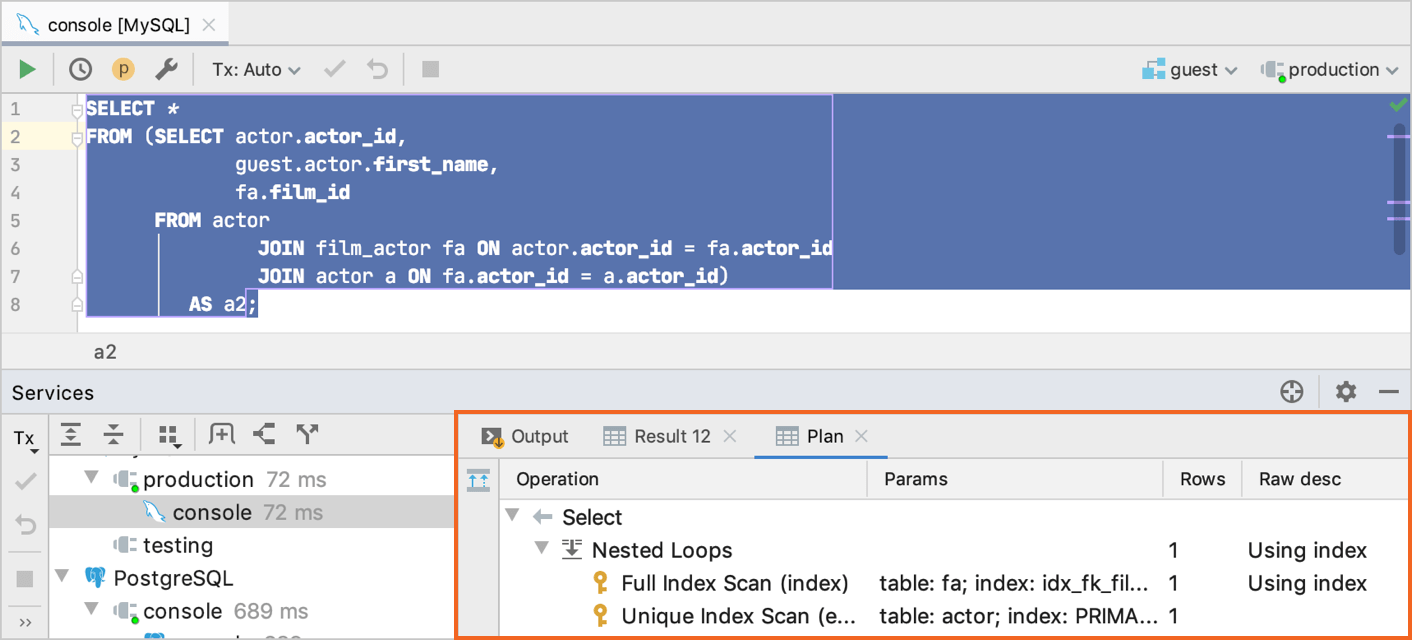 console [MySQL]
p Tx: Auto guest production
1 SELECT *
2 FROM (SELECT actor.actor_id,
3 guest.actor.first_name,
4 fa.film_id
5 FROM actor
6 JOIN film_actor fa ON actor.actor_id = fa.actor_id
7 JOIN actor a ON fa.actor_id = a.actor_id)
8 AS a2;
a2
Services
Tx
production 72 ms
console 72 ms
testing
PostgreSQL
console 689 ms
Output Result 12 Plan
Operation Params Rows Raw desc
Select
Nested Loops 1 Using index
Full Index Scan (index) table: fa; index: idx_fk_fil... 1 Using index
Unique Index Scan (e... table: actor; index: PRIMA... 1